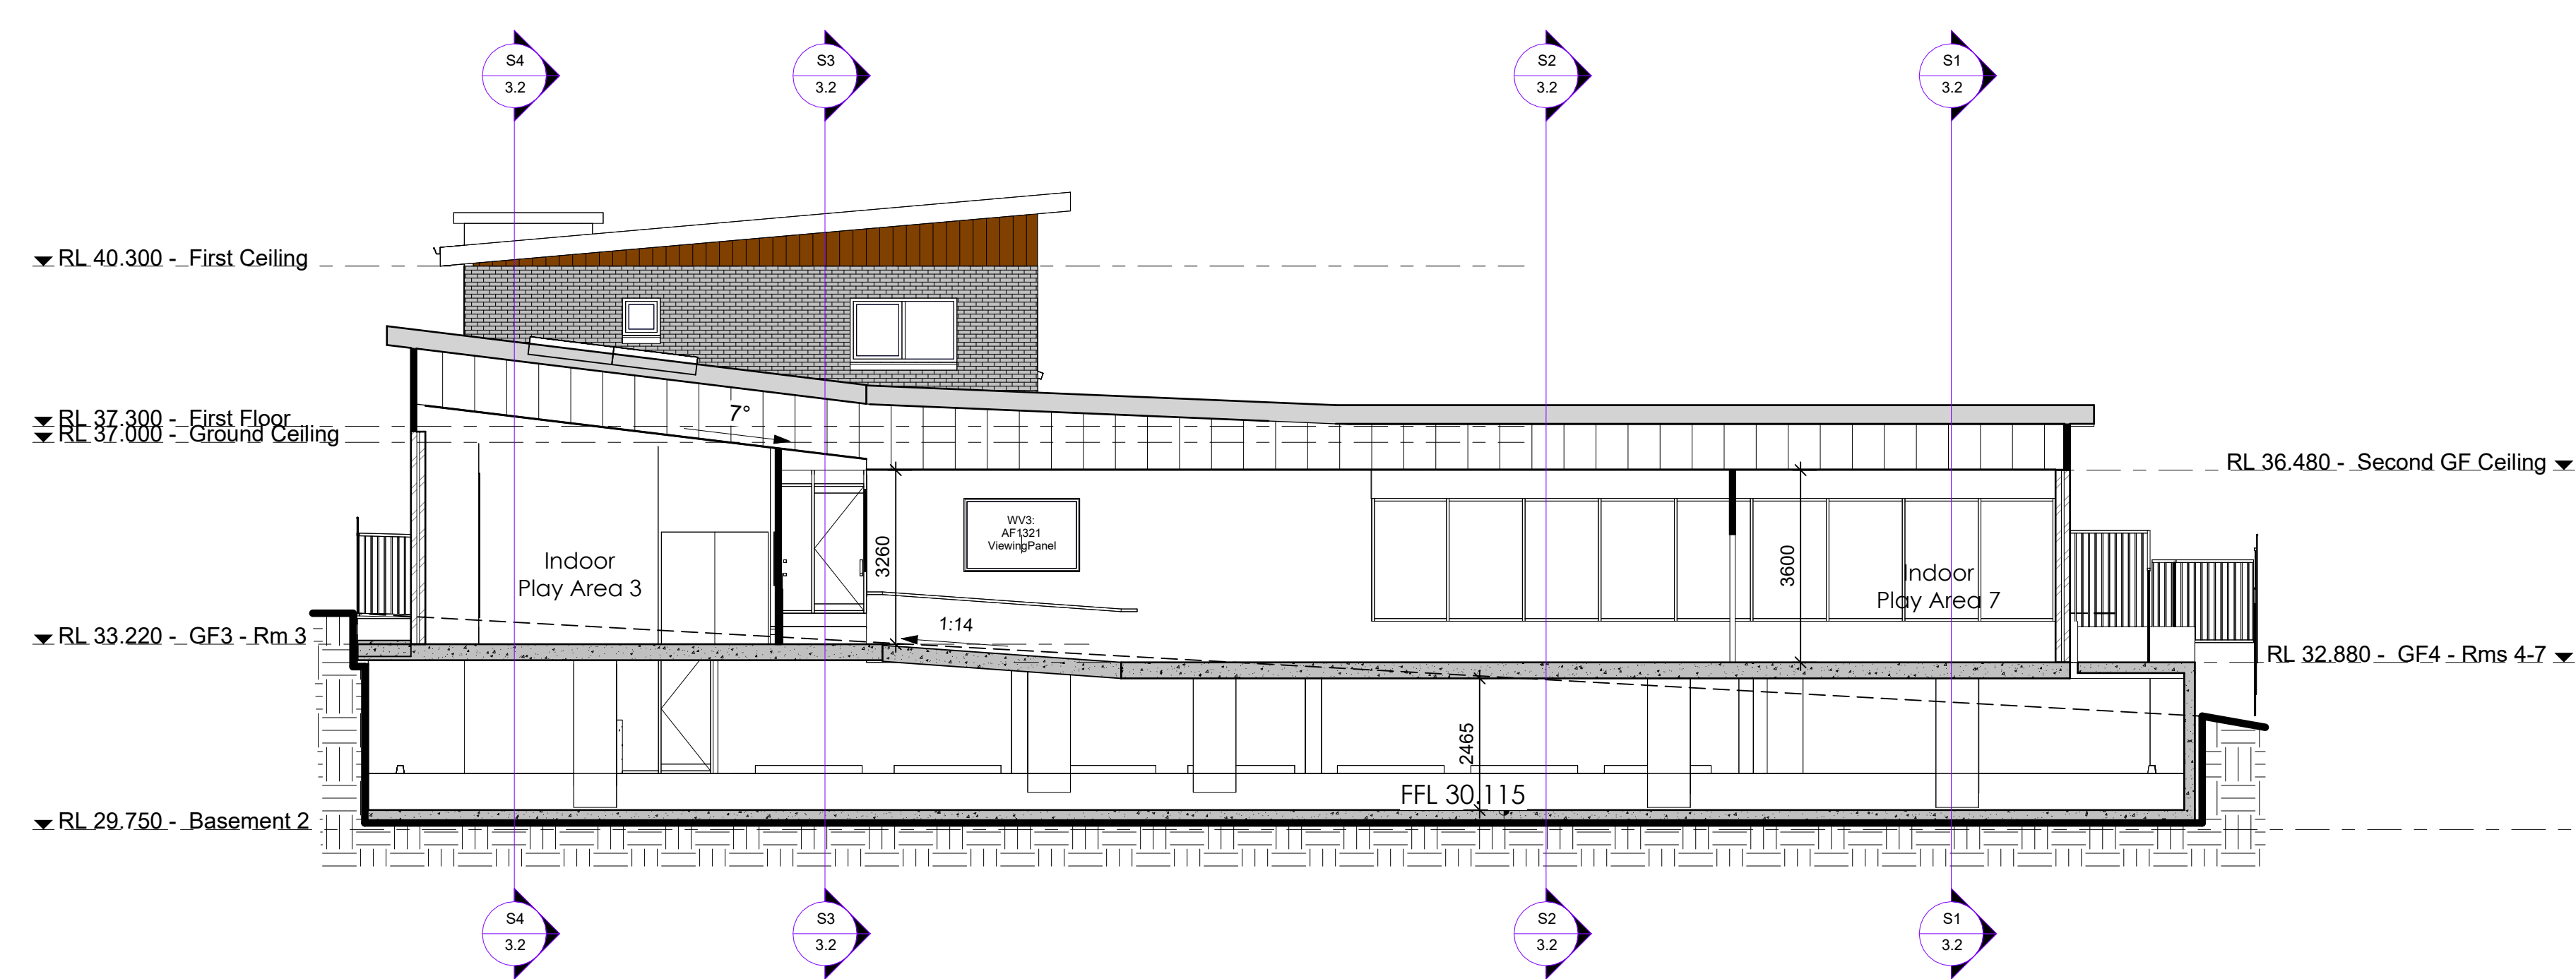 S4
3.2
S3
3.2
S2
3.2
S1
3.2
RL 40.300 - First Ceiling
RL 37.300 - First Floor
RL 37.000 - Ground Ceiling
7°
RL 36.480 - Second GF Ceiling
WV3:
AF1321
ViewingPanel
3260
3600
Indoor
Play Area 3
Indoor
Play Area 7
1:14
RL 33.220 - GF3 - Rm 3
RL 32.880 - GF4 - Rms 4-7
2465
FFL 30.115
RL 29.750 - Basement 2
S4
3.2
S3
3.2
S2
3.2
S1
3.2